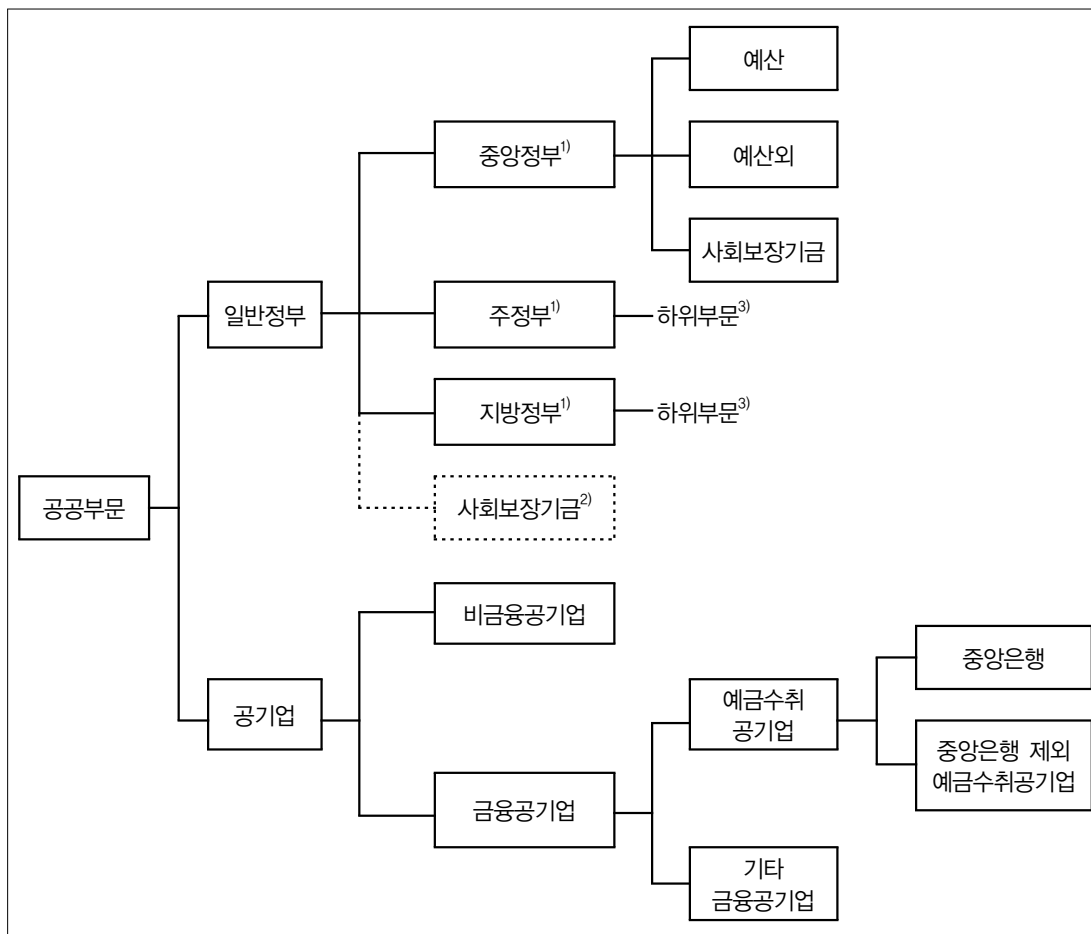 예산
중앙정부1)
예산외
사회보장기금
일반정부
주정부1)
하위부문3)
지방정부1)
하위부문3)
공공부문
사회보장기금2)
비금융공기업
공기업
예금수취
공기업
중앙은행
중앙은행 제외
예금수취공기업
금융공기업
기타
금융공기업